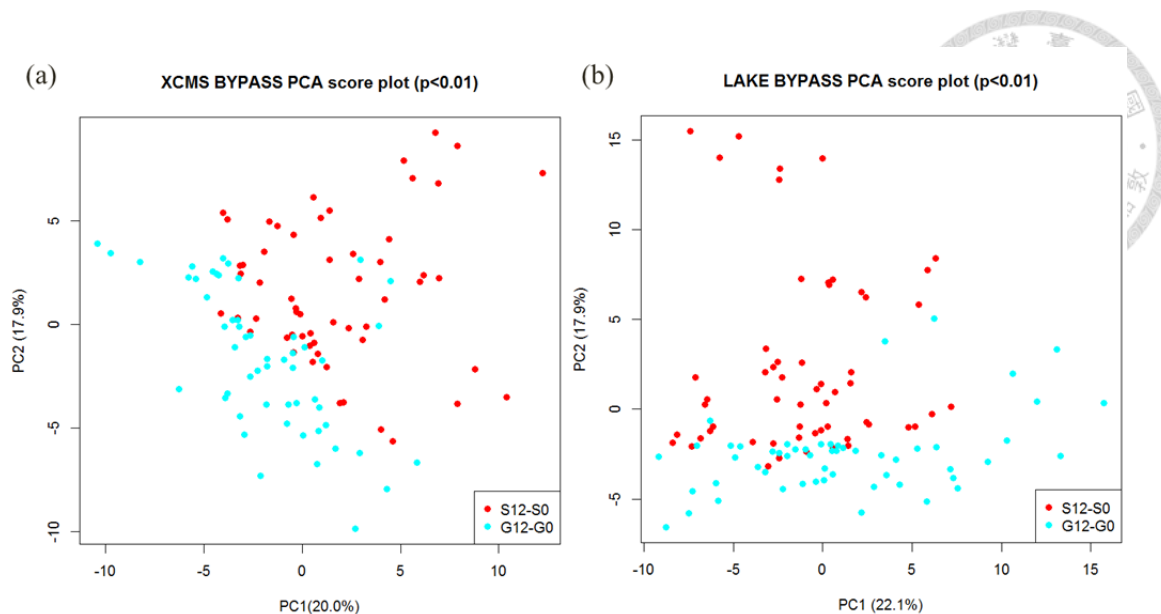 (a)
XCMS BYPASS PCA score plot (p<0.01)
PC2 (17.9%)
5
0
-5
-10
-10
-5
0
5
10
PC1(20.0%)
S12-S0
G12-G0
(b)
LAKE BYPASS PCA score plot (p<0.01)
PC2 (17.9%)
15
10
5
0
-5
-10
-5
0
5
10
15
PC1 (22.1%)
S12-S0
G12-G0
國
敦